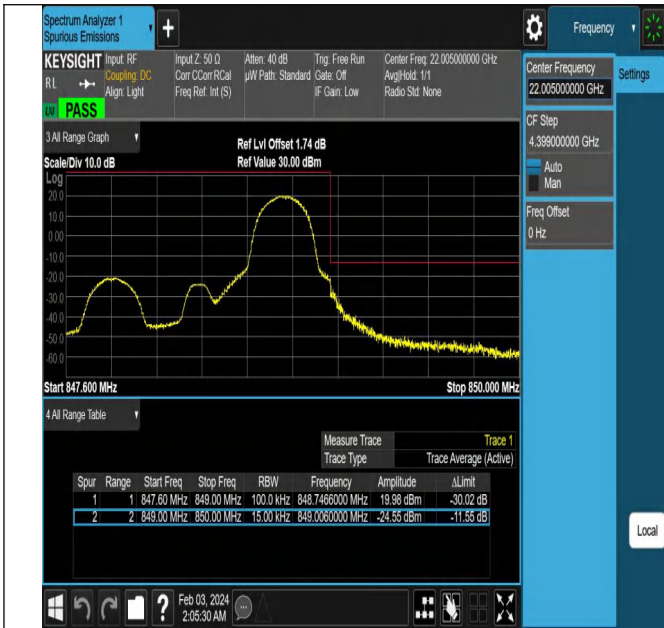 Spectrum Analyzer 1
Spurious Emissions
Frequency
KEYSIGHT
RL
PASS
Input: RF
Coupling: DC
Align: Light
Input Z: 50 Ω
Corr CCorr RCal
Freq Ref: Int (S)
Atten: 40 dB
µW Path: Standard
Trig: Free Run
Gate: Off
IF Gain: Low
Center Freq: 22.005000000 GHz
Avg|Hold: 1/1
Radio Std: None
Center Frequency
22.005000000 GHz
Settings
CF Step
4.399000000 GHz
Auto
Man
Freq Offset
0 Hz
3 All Range Graph
Scale/Div 10.0 dB
Ref Lvl Offset 1.74 dB
Ref Value 30.00 dBm
Log
20.0
10.0
0.00
-10.0
-20.0
-30.0
-40.0
-50.0
-60.0
Start 847.600 MHz
Stop 850.000 MHz
4 All Range Table
Measure Trace Trace 1
Trace Type Trace Average (Active)
Spur Range Start Freq Stop Freq RBW Frequency Amplitude ΔLimit
1 1 847.60 MHz 849.00 MHz 100.0 kHz 848.7466000 MHz 19.98 dBm -30.02 dB
2 2 849.00 MHz 850.00 MHz 15.00 kHz 849.0060000 MHz -24.55 dBm -11.55 dB
Local
Feb 03, 2024
2:05:30 AM